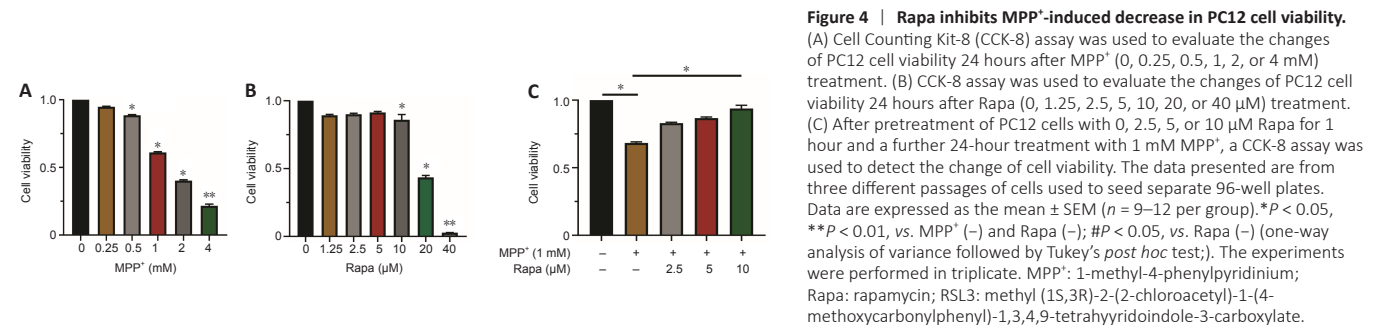 A
Cell viability
1.0
0.5
0
*
*
*
**
0 0.25 0.5 1 2 4
MPP⁺ (mM)
B
Cell viability
1.0
0.5
0
*
*
**
0 1.25 2.5 5 10 20 40
Rapa (μM)
C
Cell viability
1.0
0.5
0
*
*
MPP⁺ (1 mM) – + + + +
Rapa (μM) – – 2.5 5 10
Figure 4 | Rapa inhibits MPP⁺-induced decrease in PC12 cell viability.
(A) Cell Counting Kit-8 (CCK-8) assay was used to evaluate the changes
of PC12 cell viability 24 hours after MPP⁺ (0, 0.25, 0.5, 1, 2, or 4 mM)
treatment. (B) CCK-8 assay was used to evaluate the changes of PC12 cell
viability 24 hours after Rapa (0, 1.25, 2.5, 5, 10, 20, or 40 μM) treatment.
(C) After pretreatment of PC12 cells with 0, 2.5, 5, or 10 μM Rapa for 1
hour and a further 24-hour treatment with 1 mM MPP⁺, a CCK-8 assay was
used to detect the change of cell viability. The data presented are from
three different passages of cells used to seed separate 96-well plates.
Data are expressed as the mean ± SEM (n = 9–12 per group).*P < 0.05,
**P < 0.01, vs. MPP⁺ (–) and Rapa (–); #P < 0.05, vs. Rapa (–) (one-way
analysis of variance followed by Tukey's post hoc test;). The experiments
were performed in triplicate. MPP⁺: 1-methyl-4-phenylpyridinium;
Rapa: rapamycin; RSL3: methyl (1S,3R)-2-(2-chloroacetyl)-1-(4-
methoxycarbonylphenyl)-1,3,4,9-tetrahyyridoindole-3-carboxylate.